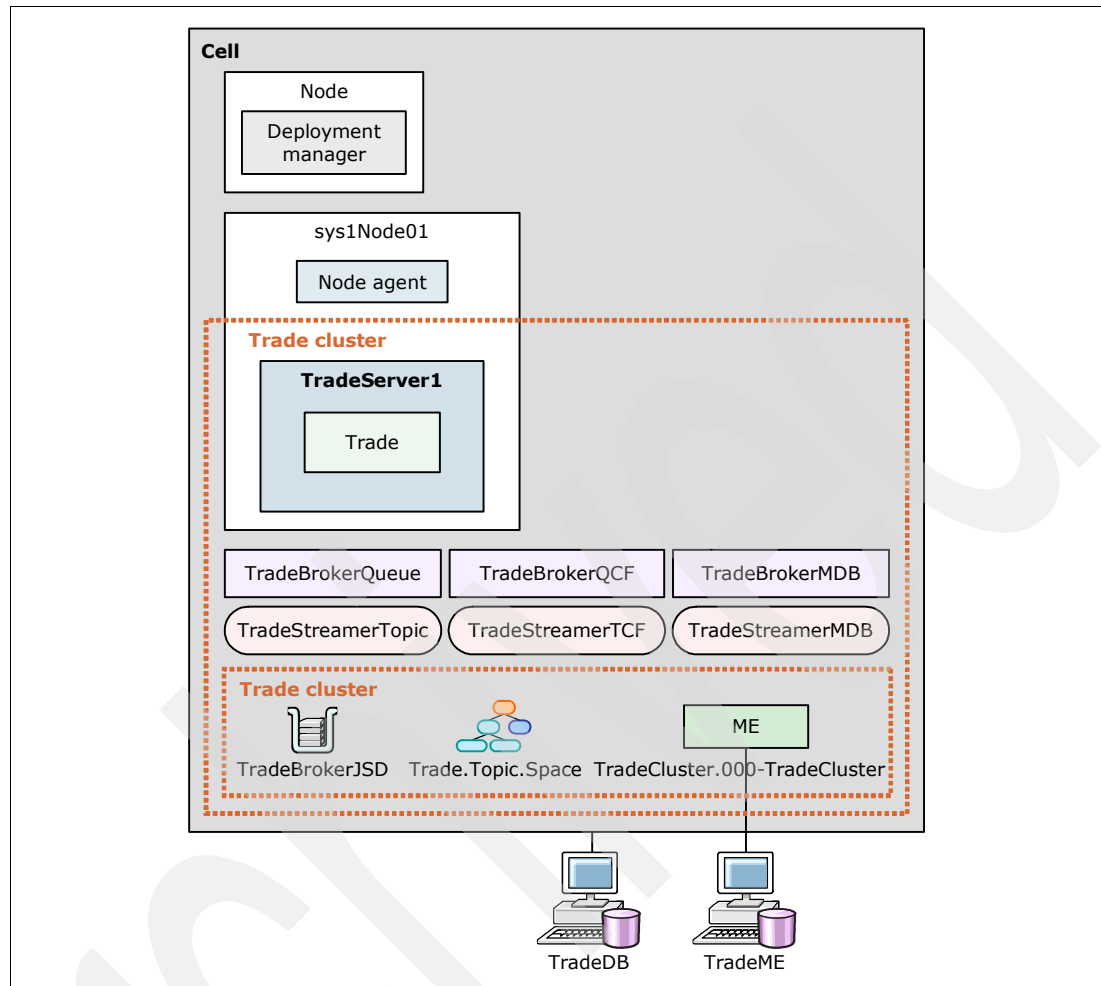 Cell
Node
Deployment
manager
sys1Node01
Node agent
Trade cluster
TradeServer1
Trade
TradeBrokerQueue
TradeBrokerQCF
TradeBrokerMDB
TradeStreamerTopic
TradeStreamerTCF
TradeStreamerMDB
Trade cluster
ME
TradeBrokerJSD
Trade.Topic.Space
TradeCluster.000-TradeCluster
TradeDB
TradeME